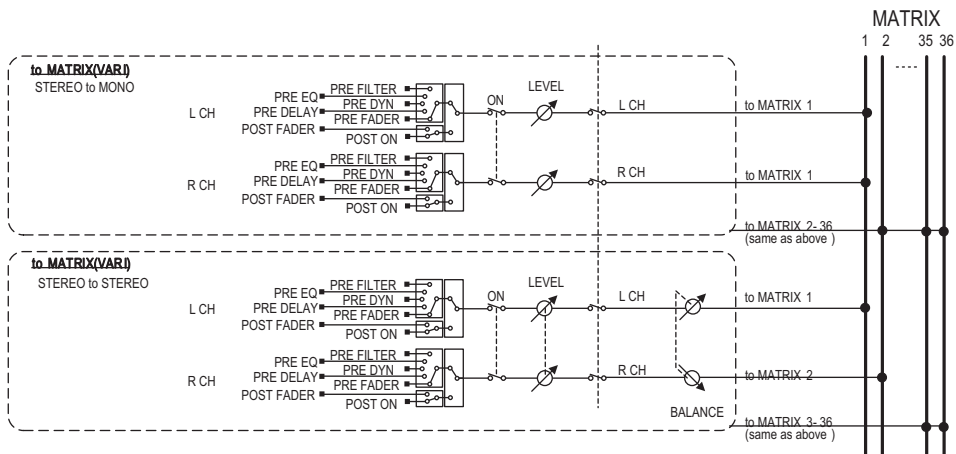 MATRIX
1 2 ..... 35 36
to MATRIX(VARI)
STEREO to MONO
L CH
PRE FILTER
PRE EQ
PRE DYN
PRE DELAY
PRE FADER
POST FADER
POST ON
ON
LEVEL
L CH
to MATRIX 1
R CH
PRE FILTER
PRE EQ
PRE DYN
PRE DELAY
PRE FADER
POST FADER
POST ON
R CH
to MATRIX 1
to MATRIX 2- 36
(same as above )
to MATRIX(VARI)
STEREO to STEREO
L CH
PRE FILTER
PRE EQ
PRE DYN
PRE DELAY
PRE FADER
POST FADER
POST ON
ON
LEVEL
L CH
to MATRIX 1
R CH
PRE FILTER
PRE EQ
PRE DYN
PRE DELAY
PRE FADER
POST FADER
POST ON
R CH
to MATRIX 2
BALANCE
to MATRIX 3- 36
(same as above )